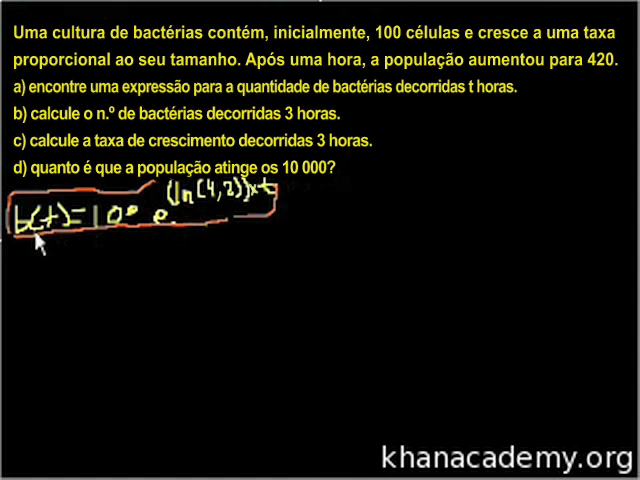 Uma cultura de bactérias contém, inicialmente, 100 células e cresce a uma taxa
proporcional ao seu tamanho. Após uma hora, a população aumentou para 420.
a) encontre uma expressão para a quantidade de bactérias decorridas t horas.
b) calcule o n.º de bactérias decorridas 3 horas.
c) calcule a taxa de crescimento decorridas 3 horas.
d) quanto é que a população atinge os 10 000?
b(t)=100 e^(ln(4,2))×t
khanacademy.org